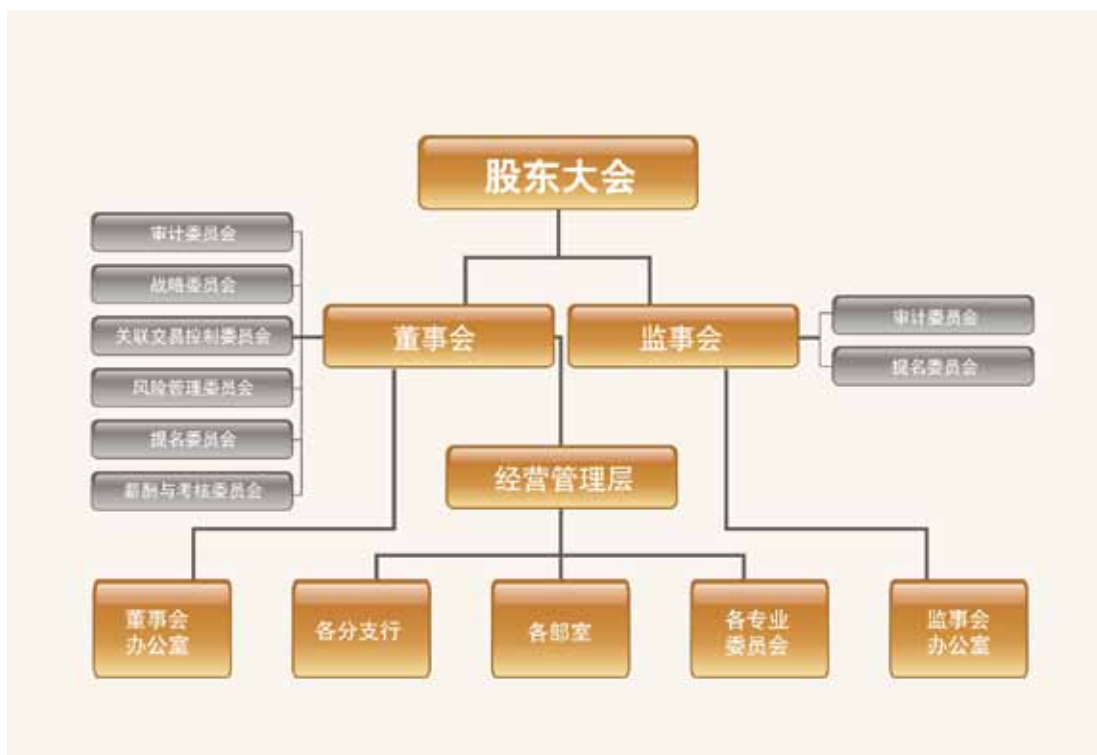 股东大会
审计委员会
战略委员会
关联交易控制委员会
风险管理委员会
提名委员会
薪酬与考核委员会
董事会
监事会
审计委员会
提名委员会
经营管理层
董事会
办公室
各分支行
各部室
各专业
委员会
监事会
办公室